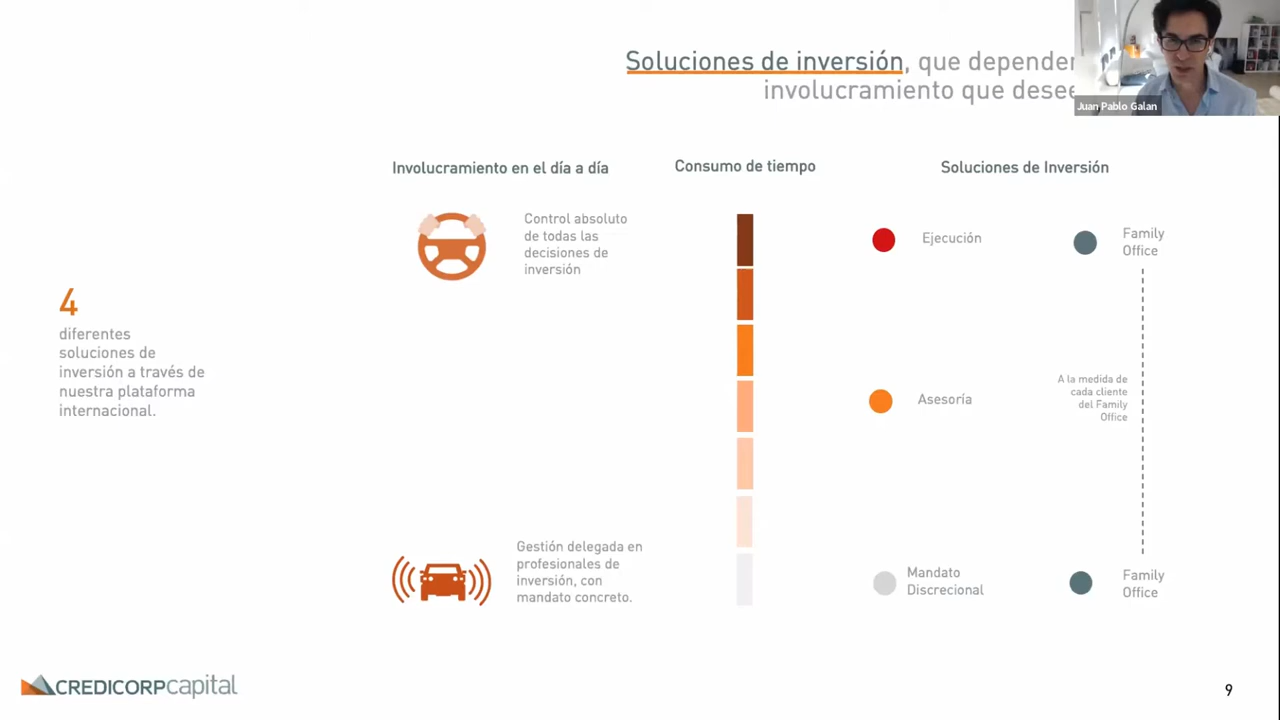 Soluciones de inversión, que
involucramiento que
Juan Pablo Galan
Involucramiento en el día a día
Consumo de tiempo
Soluciones de Inversión
Control absoluto
de todas las
decisiones de
inversión
Ejecución
Family
Office
4
diferentes
soluciones de
inversión a través de
nuestra plataforma
internacional.
Asesoría
A la medida de
cada cliente
del Family
Office
Gestión delegada en
profesionales de
inversión, con
mandato concreto.
Mandato
Discrecional
Family
Office
CREDICORPcapital
9